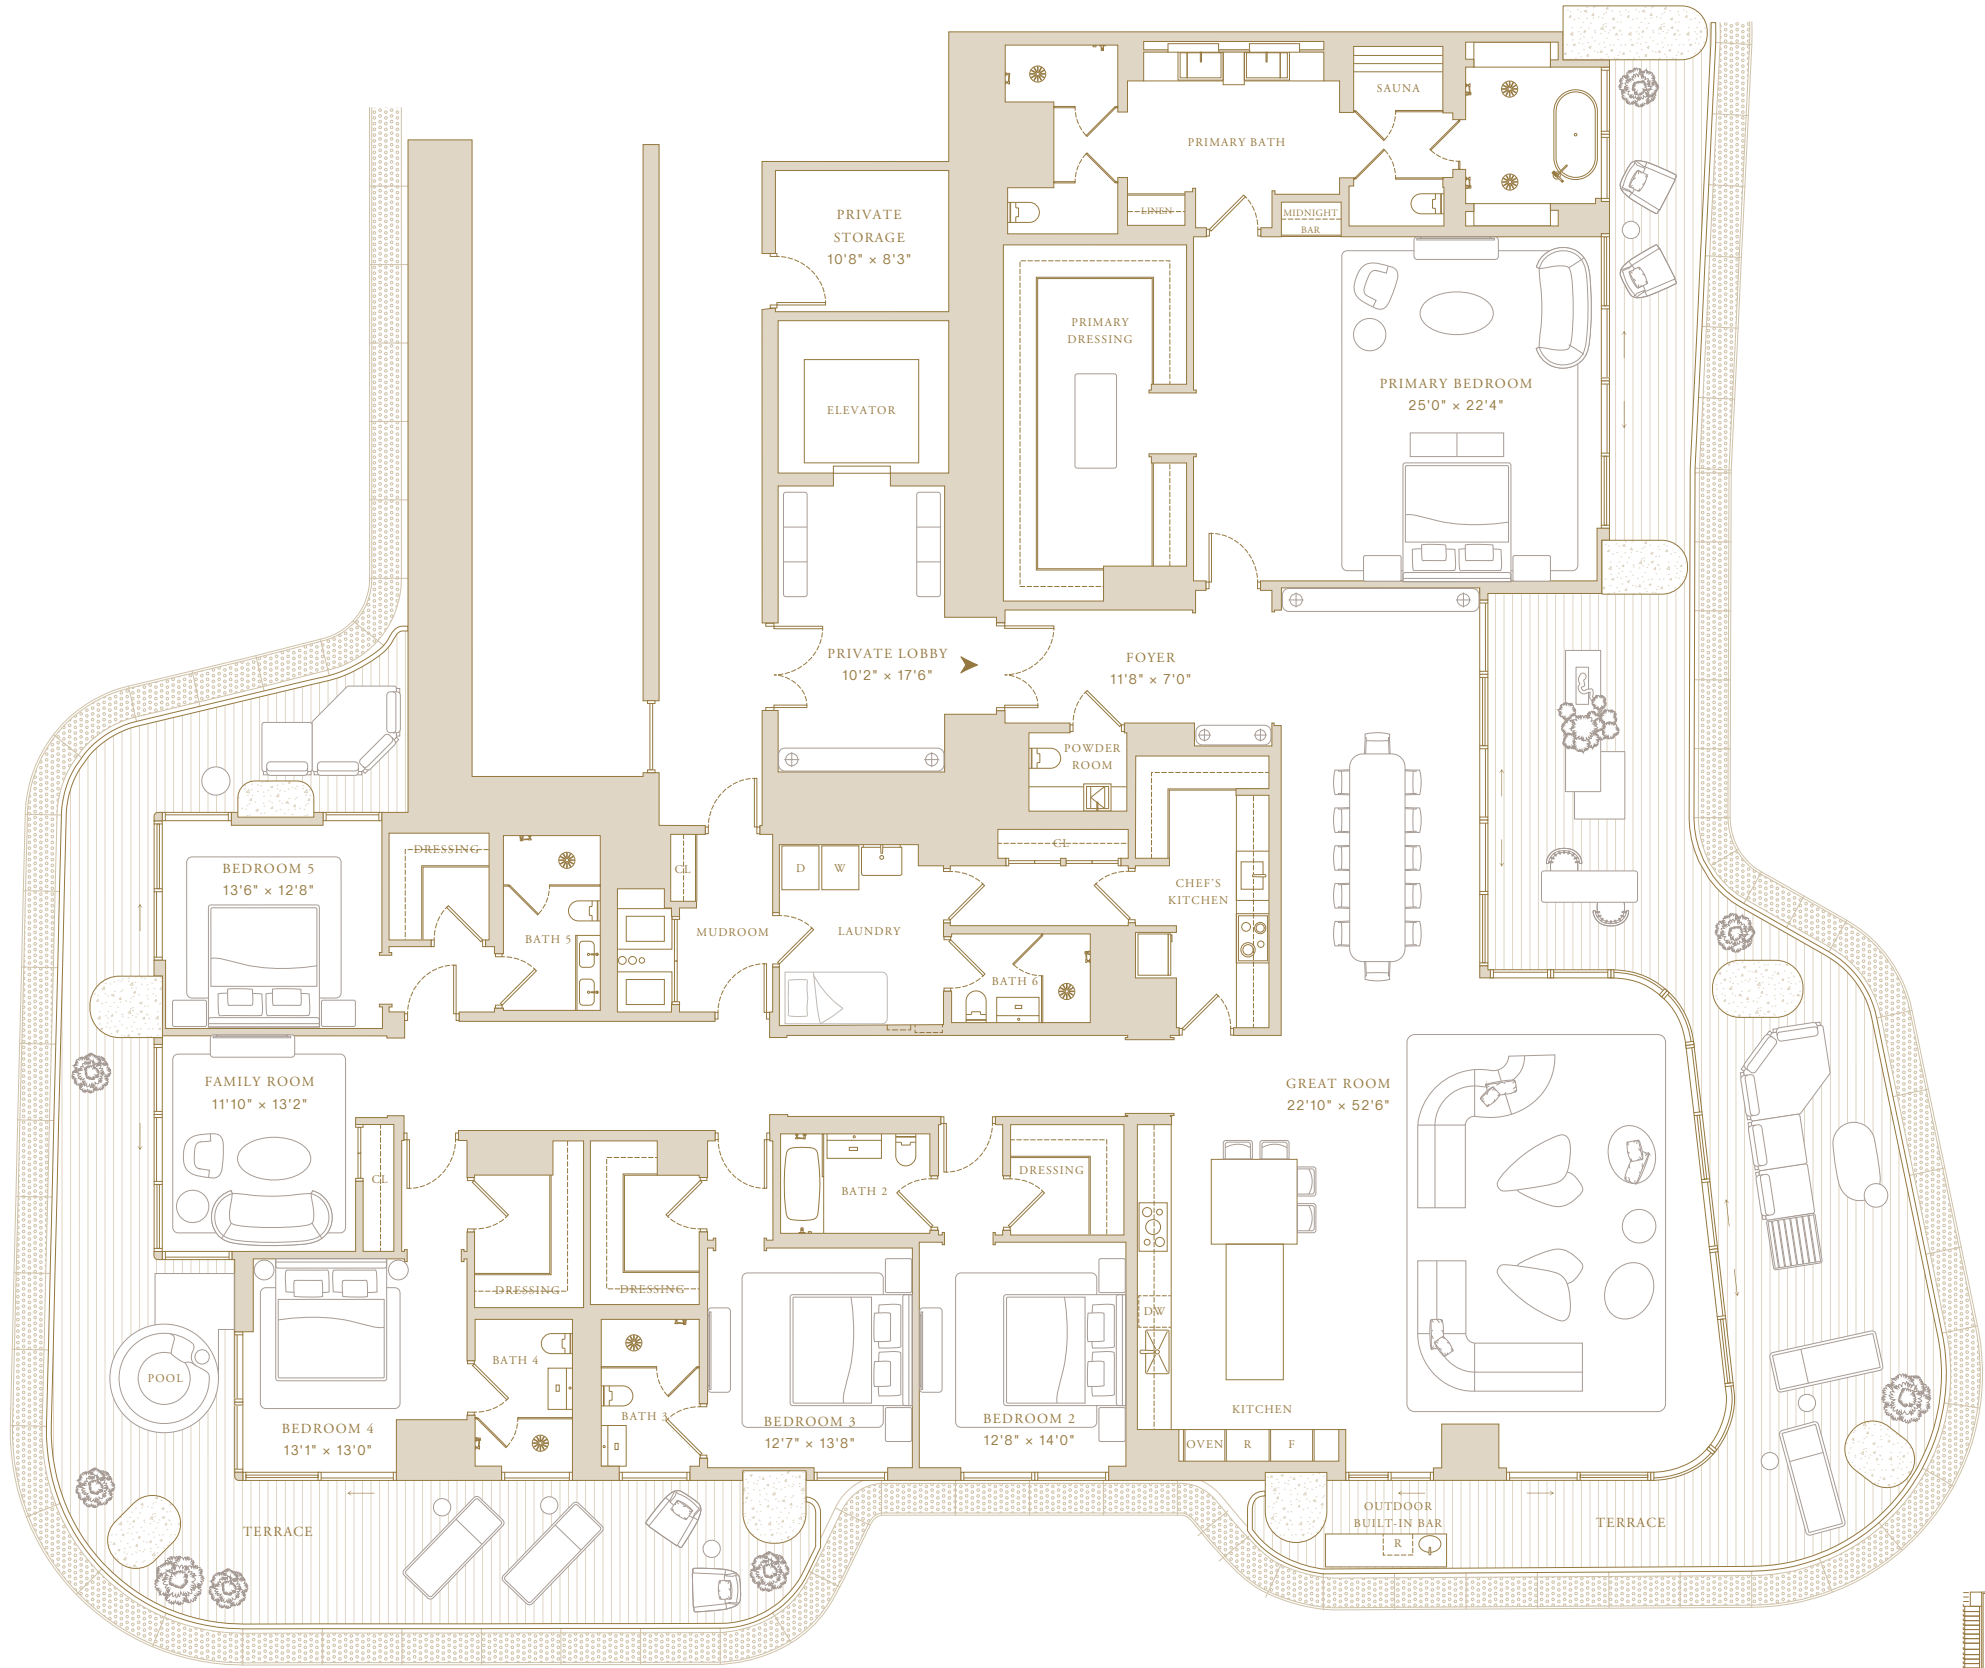 SAUNA
PRIMARY BATH
LINEN
MIDNIGHT
BAR
PRIVATE
STORAGE
10'8" × 8'3"
PRIMARY
DRESSING
ELEVATOR
PRIMARY BEDROOM
25'0" × 22'4"
PRIVATE LOBBY
10'2" × 17'6"
FOYER
11'8" × 7'0"
POWDER
ROOM
CL
DRESSING
BEDROOM 5
13'6" × 12'8"
CL
D
W
CHEF'S
KITCHEN
BATH 5
MUDROOM
LAUNDRY
BATH 6
FAMILY ROOM
11'10" × 13'2"
GREAT ROOM
22'10" × 52'6"
CL
BATH 2
DRESSING
DRESSING
DRESSING
DW
POOL
BATH 4
BATH 3
BEDROOM 4
13'1" × 13'0"
BEDROOM 3
12'7" × 13'8"
BEDROOM 2
12'8" × 14'0"
KITCHEN
OVEN
R
F
TERRACE
OUTDOOR
BUILT-IN BAR
R
TERRACE